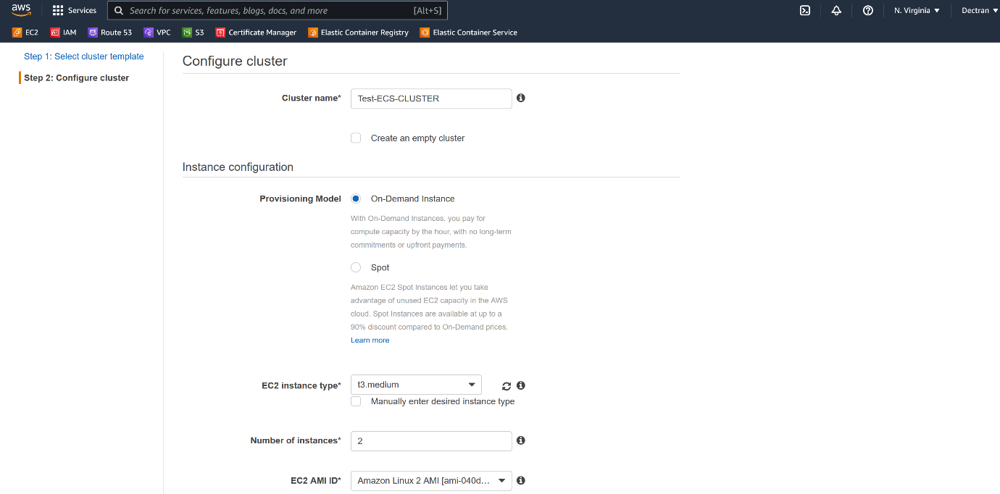 aws
Services
Search for services, features, blogs, docs, and more [Alt+S]
N. Virginia
Dectran
EC2
IAM
Route 53
VPC
S3
Certificate Manager
Elastic Container Registry
Elastic Container Service
Step 1: Select cluster template
Step 2: Configure cluster
Configure cluster
Cluster name* Test-ECS-CLUSTER
Create an empty cluster
Instance configuration
Provisioning Model On-Demand Instance
With On-Demand Instances, you pay for
compute capacity by the hour, with no long-term
commitments or upfront payments.
Spot
Amazon EC2 Spot Instances let you take
advantage of unused EC2 capacity in the AWS
cloud. Spot Instances are available at up to a
90% discount compared to On-Demand prices.
Learn more
EC2 instance type* t3.medium
Manually enter desired instance type
Number of instances* 2
EC2 AMI ID* Amazon Linux 2 AMI [ami-040d...